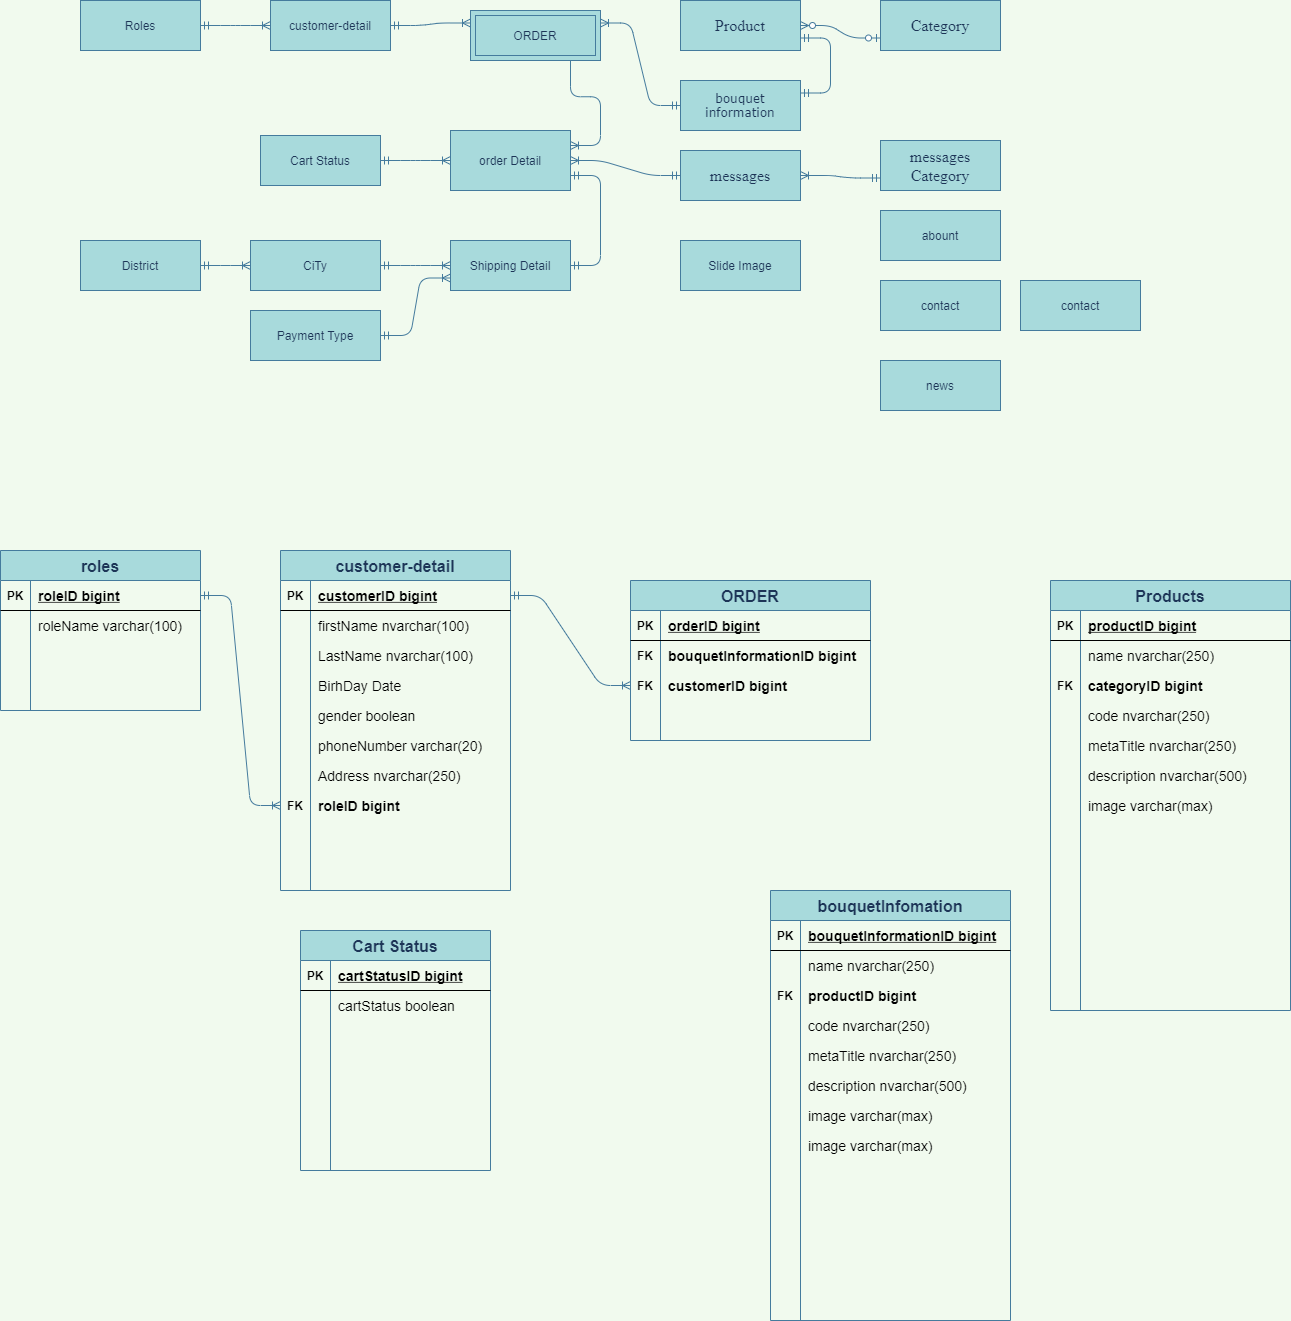 Roles
customer-detail
ORDER
Product
Category
bouquet
information
Cart Status
order Detail
messages
messages
Category
abount
District
CiTy
Shipping Detail
Slide Image
contact
contact
Payment Type
news
roles
PK roleID bigint
roleName varchar(100)
customer-detail
PK customerID bigint
firstName nvarchar(100)
LastName nvarchar(100)
BirhDay Date
gender boolean
phoneNumber varchar(20)
Address nvarchar(250)
FK roleID bigint
ORDER
PK orderID bigint
FK bouquetInformationID bigint
FK customerID bigint
Products
PK productID bigint
name nvarchar(250)
FK categoryID bigint
code nvarchar(250)
metaTitle nvarchar(250)
description nvarchar(500)
image varchar(max)
Cart Status
PK cartStatusID bigint
cartStatus boolean
bouquetInfomation
PK bouquetInformationID bigint
name nvarchar(250)
FK productID bigint
code nvarchar(250)
metaTitle nvarchar(250)
description nvarchar(500)
image varchar(max)
image varchar(max)